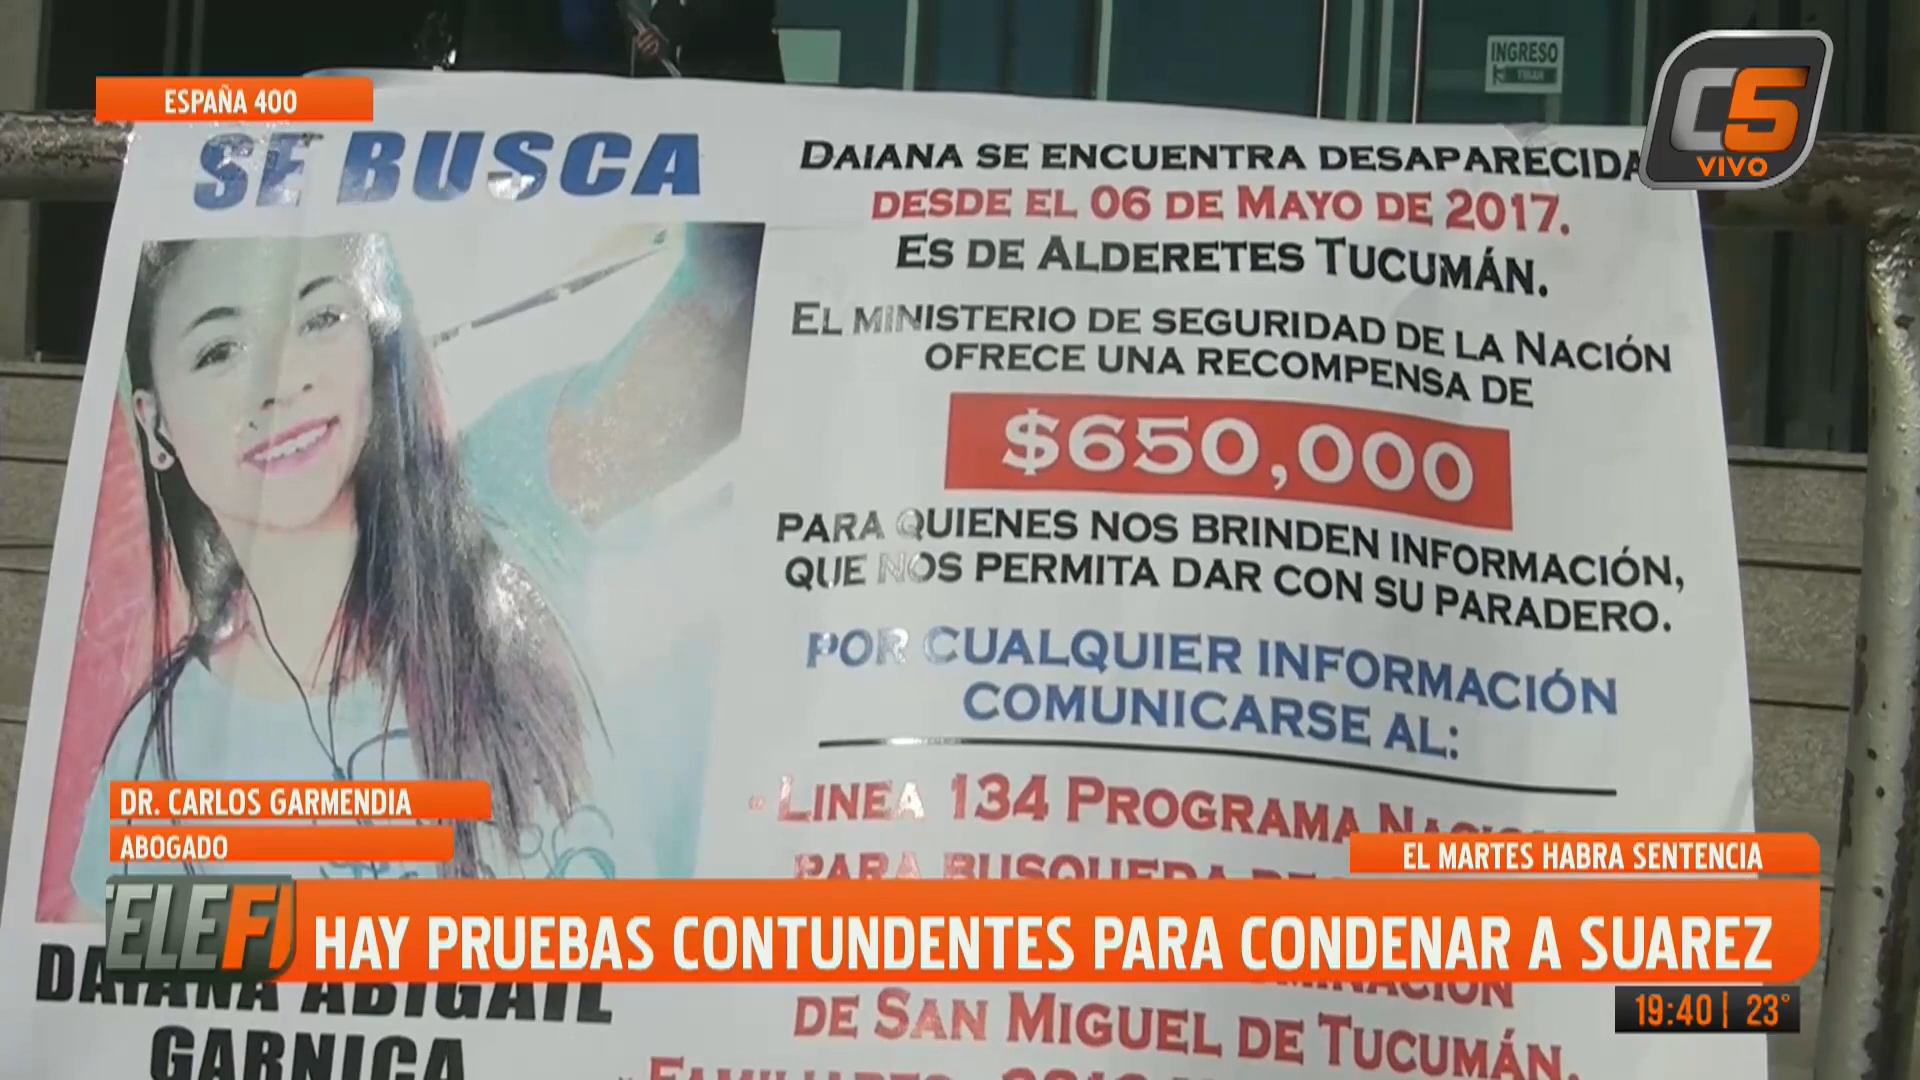 ESPAÑA 400
INGRESO
C5
VIVO
SE BUSCA
DAIANA SE ENCUENTRA DESAPARECIDA
DESDE EL 06 DE MAYO DE 2017.
ES DE ALDERETES TUCUMÁN.
EL MINISTERIO DE SEGURIDAD DE LA NACIÓN
OFRECE UNA RECOMPENSA DE
$650,000
PARA QUIENES NOS BRINDEN INFORMACIÓN,
QUE NOS PERMITA DAR CON SU PARADERO.
POR CUALQUIER INFORMACIÓN
COMUNICARSE AL:
LINEA 134 PROGRAMA
PARA BUSQUEDA
DE SAN MIGUEL DE TUCUMÁN.
DAIANA ABIGAIL
GARNICA
DR. CARLOS GARMENDIA
ABOGADO
EL MARTES HABRA SENTENCIA
HAY PRUEBAS CONTUNDENTES PARA CONDENAR A SUAREZ
19:40 | 23°